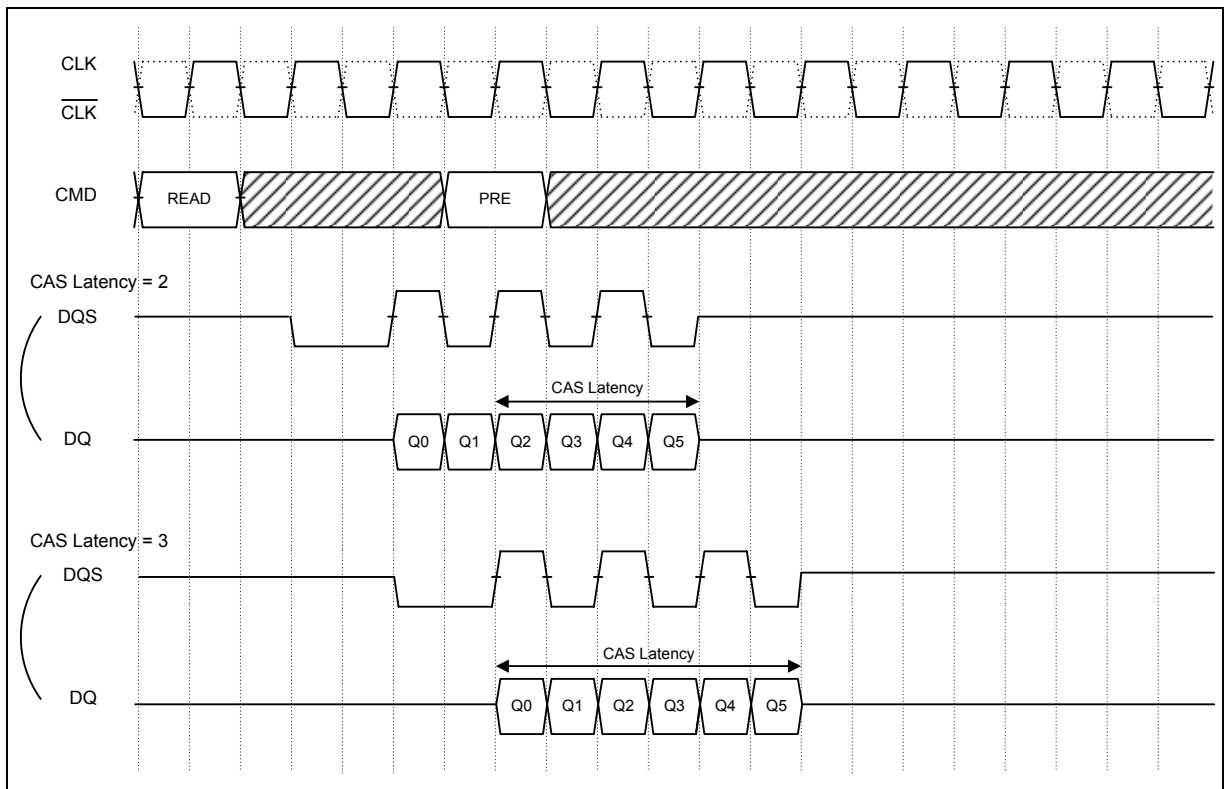 CLK
CLK
CMD
READ
PRE
CAS Latency = 2
DQS
CAS Latency
DQ
Q0 Q1 Q2 Q3 Q4 Q5
CAS Latency = 3
DQS
CAS Latency
DQ
Q0 Q1 Q2 Q3 Q4 Q5